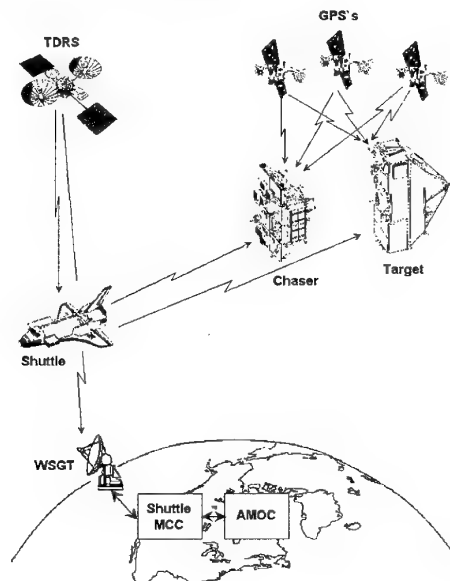 TDRS
GPS`s
Chaser
Target
Shuttle
WSGT
Shuttle
MCC
AMOC